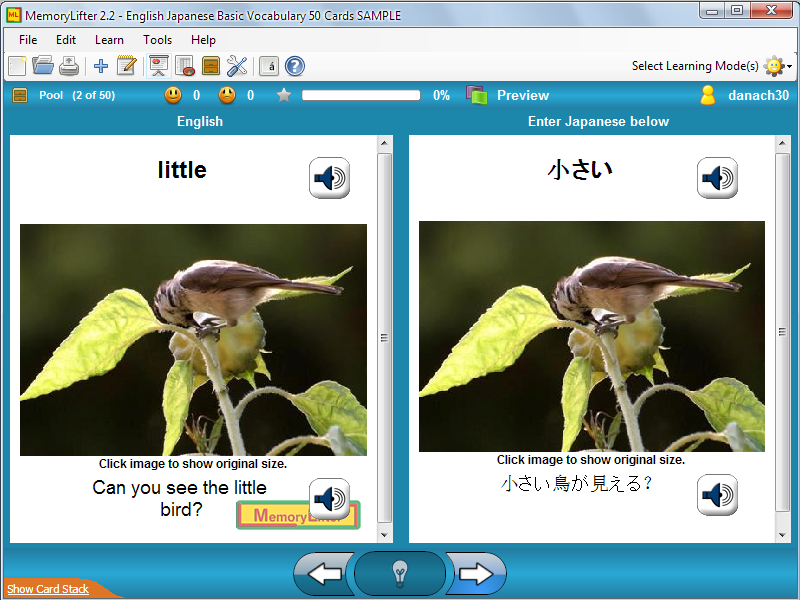 MemoryLifter 2.2 - English Japanese Basic Vocabulary 50 Cards SAMPLE
File Edit Learn Tools Help
á ? Select Learning Mode(s)
Pool (2 of 50) 0 0 0% Preview danach30
English
little
Click image to show original size.
Can you see the little
bird?
Enter Japanese below
小さい
Click image to show original size.
小さい鳥が見える?
Show Card Stack